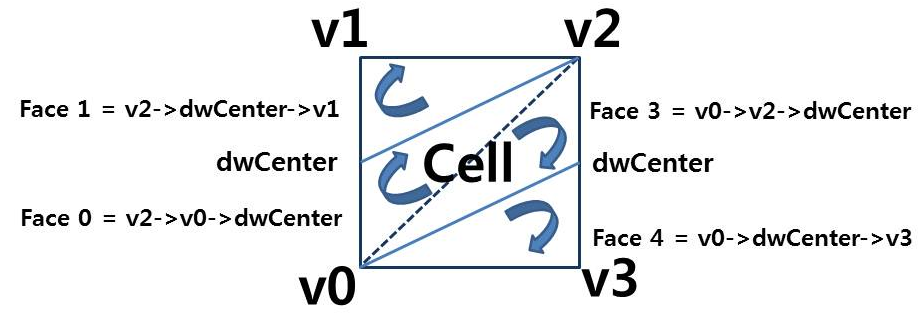 v1
v2
Face 1 = v2->dwCenter->v1
Face 3 = v0->v2->dwCenter
dwCenter
Cell
dwCenter
Face 0 = v2->v0->dwCenter
Face 4 = v0->dwCenter->v3
v0
v3